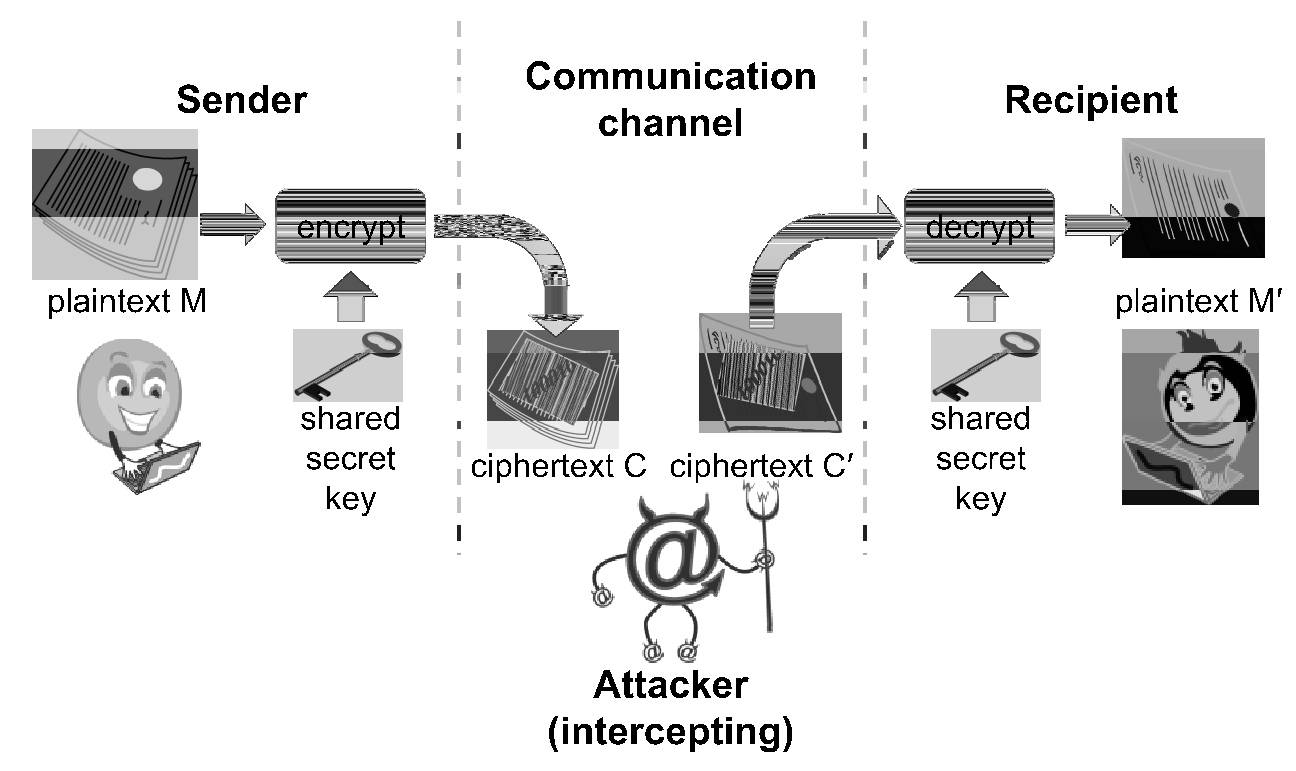 Sender
Communication
channel
Recipient
encrypt
decrypt
plaintext M
plaintext M′
shared
secret
key
ciphertext C
ciphertext C′
shared
secret
key
@
Attacker
(intercepting)